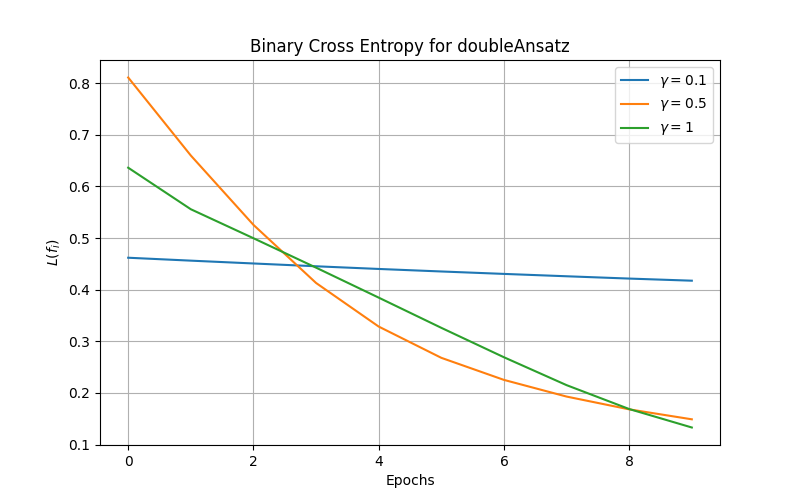 Binary Cross Entropy for doubleAnsatz
γ = 0.1
γ = 0.5
γ = 1
L(fᵢ)
0.8
0.7
0.6
0.5
0.4
0.3
0.2
0.1
0 2 4 6 8
Epochs